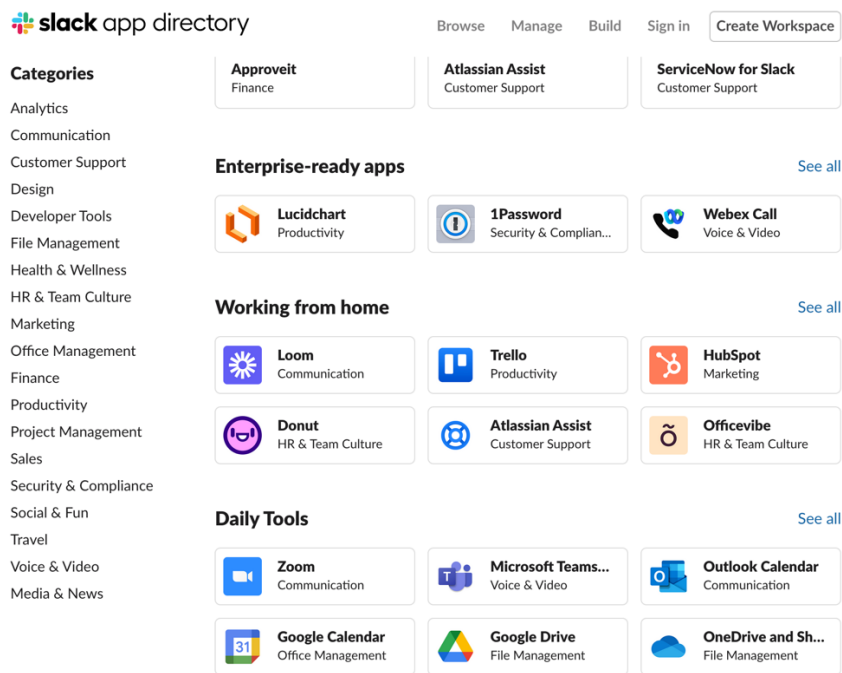 slack app directory
Browse Manage Build Sign in Create Workspace
Categories
Analytics
Communication
Customer Support
Design
Developer Tools
File Management
Health & Wellness
HR & Team Culture
Marketing
Office Management
Finance
Productivity
Project Management
Sales
Security & Compliance
Social & Fun
Travel
Voice & Video
Media & News
Approveit
Finance
Atlassian Assist
Customer Support
ServiceNow for Slack
Customer Support
Enterprise-ready apps
See all
Lucidchart
Productivity
1Password
Security & Complian...
Webex Call
Voice & Video
Working from home
See all
Loom
Communication
Trello
Productivity
HubSpot
Marketing
Donut
HR & Team Culture
Atlassian Assist
Customer Support
Officevibe
HR & Team Culture
Daily Tools
See all
Zoom
Communication
Microsoft Teams...
Voice & Video
Outlook Calendar
Communication
31
Google Calendar
Office Management
Google Drive
File Management
OneDrive and Sh...
File Management